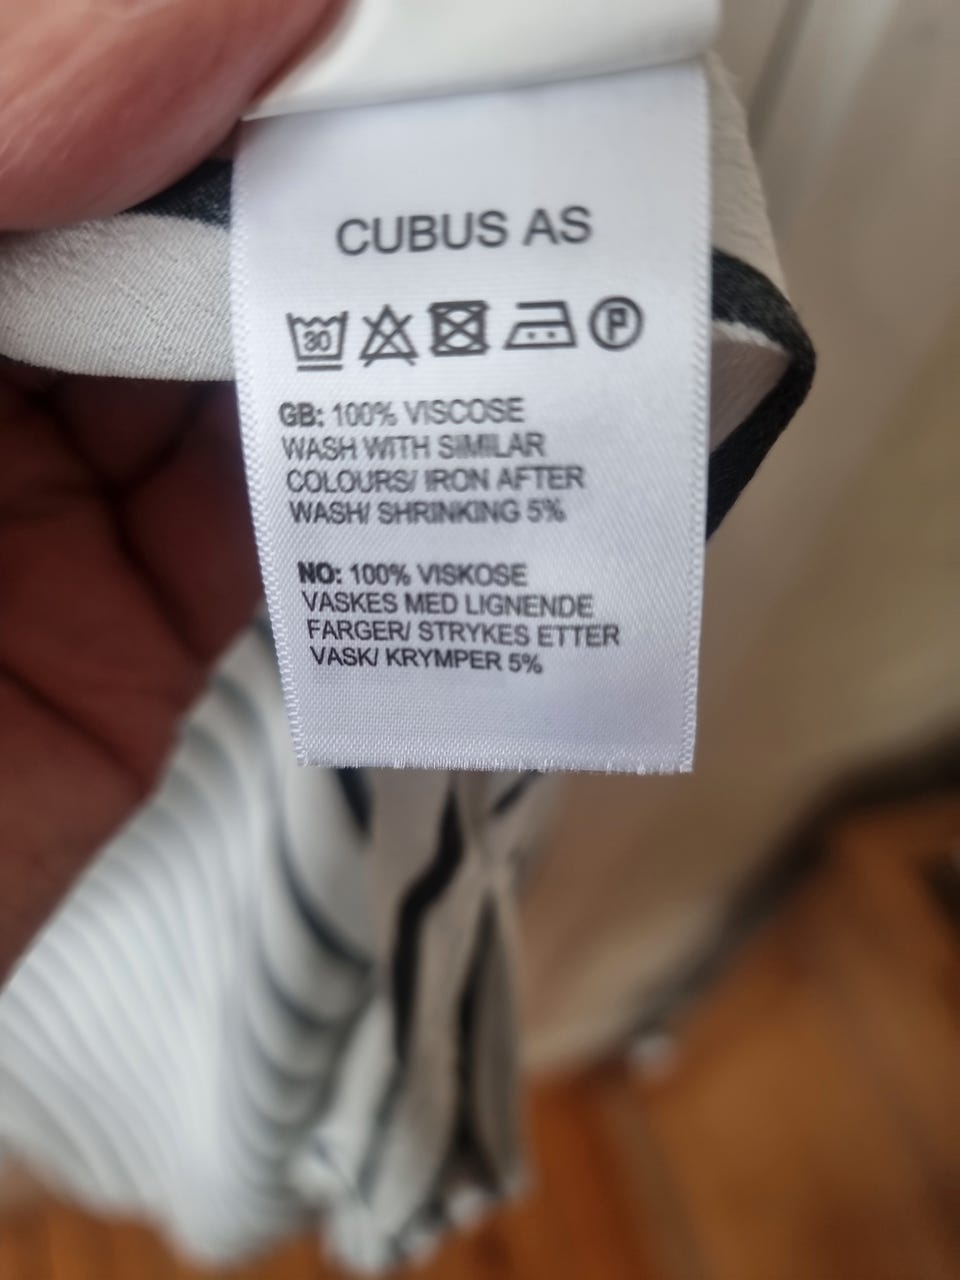 CUBUS AS
30 P
GB: 100% VISCOSE
WASH WITH SIMILAR
COLOURS/ IRON AFTER
WASH/ SHRINKING 5%
NO: 100% VISKOSE
VASKES MED LIGNENDE
FARGER/ STRYKES ETTER
VASK/ KRYMPER 5%